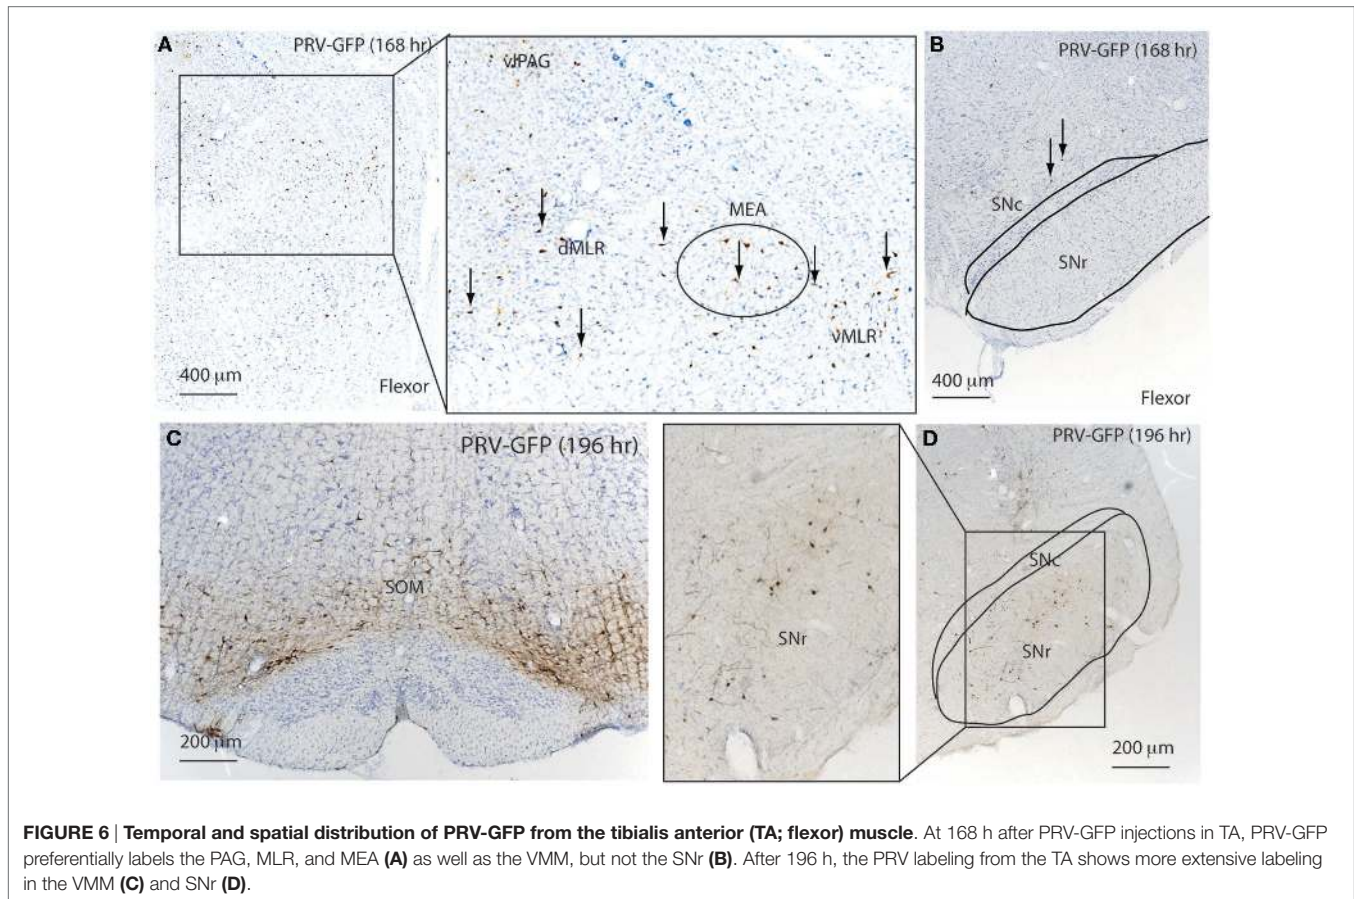 A
PRV-GFP (168 hr)
400 µm
Flexor
vlPAG
MEA
dMLR
vMLR
B
PRV-GFP (168 hr)
SNc
SNr
400 µm
Flexor
C
PRV-GFP (196 hr)
SOM
200 µm
SNr
D
PRV-GFP (196 hr)
SNc
SNr
200 µm
FIGURE 6 | Temporal and spatial distribution of PRV-GFP from the tibialis anterior (TA; flexor) muscle. At 168 h after PRV-GFP injections in TA, PRV-GFP
preferentially labels the PAG, MLR, and MEA (A) as well as the VMM, but not the SNr (B). After 196 h, the PRV labeling from the TA shows more extensive labeling
in the VMM (C) and SNr (D).